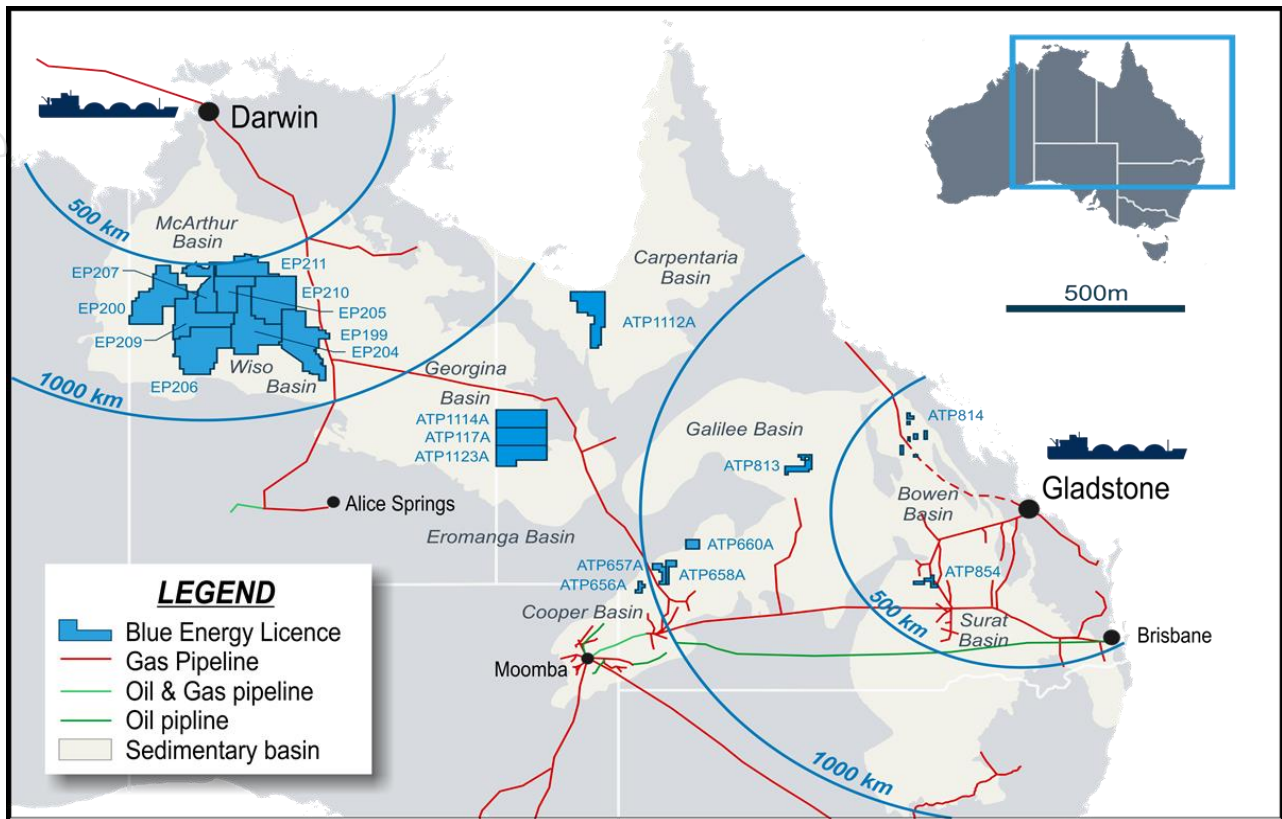 Darwin
500 km
McArthur
Basin
EP207
EP211
EP200
EP210
EP205
EP209
EP199
EP204
EP206
Wiso
Basin
1000 km
Carpentaria
Basin
ATP1112A
500m
Georgina
Basin
ATP1114A
ATP117A
ATP1123A
Galilee Basin
ATP813
ATP814
Gladstone
Bowen
Basin
Alice Springs
Eromanga Basin
ATP660A
ATP657A
ATP658A
ATP656A
ATP854
Cooper Basin
500 km
Surat
Basin
Brisbane
Moomba
1000 km
LEGEND
Blue Energy Licence
Gas Pipeline
Oil & Gas pipeline
Oil pipline
Sedimentary basin